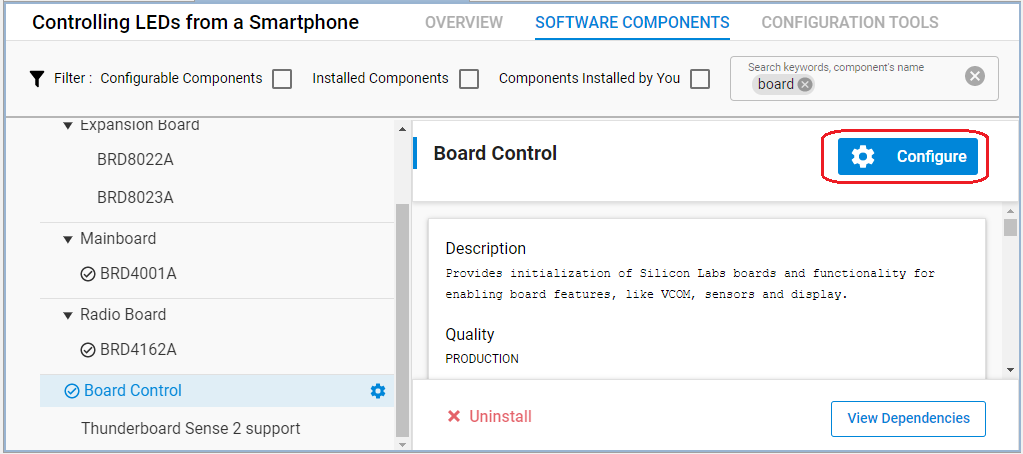 Controlling LEDs from a Smartphone
OVERVIEW
SOFTWARE COMPONENTS
CONFIGURATION TOOLS
Filter :
Configurable Components
Installed Components
Components Installed by You
Search keywords, component's name
board
Expansion Board
BRD8022A
BRD8023A
Mainboard
BRD4001A
Radio Board
BRD4162A
Board Control
Thunderboard Sense 2 support
Board Control
Configure
Description
Provides initialization of Silicon Labs boards and functionality for
enabling board features, like VCOM, sensors and display.
Quality
PRODUCTION
Uninstall
View Dependencies